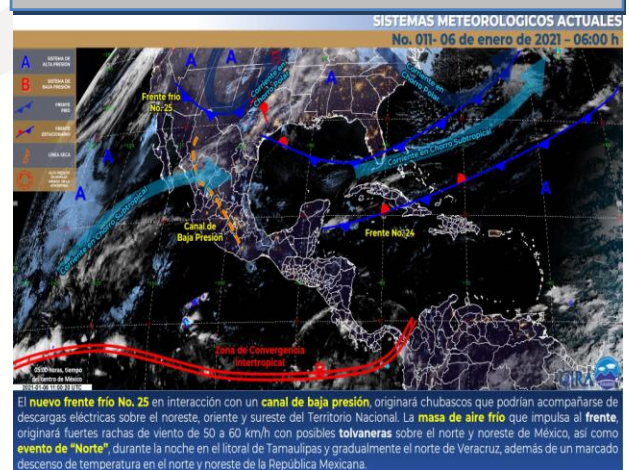 SISTEMAS METEOROLOGICOS ACTUALES
No. 011- 06 de enero de 2021 – 06:00 h
A SISTEMA DE
ALTA PRESIÓN
B SISTEMA DE
BAJA PRESIÓN
FRENTE
FRÍO
FRENTE
ESTACIONARIO
LÍNEA SECA
Frente frío
No. 25
Corriente en
Chorro Polar
Corriente en
Chorro Polar
Corriente en Chorro Subtropical
Corriente en Chorro Subtropical
A
A
A
A
A
B
Canal de
Baja Presión
Frente No. 24
Zona de Convergencia
Intertropical
05:00 horas, tiempo
del centro de México
2021-01-06 11:00:20 UTC
CIRA
El nuevo frente frío No. 25 en interacción con un canal de baja presión, originará chubascos que podrían acompañarse de
descargas eléctricas sobre el noreste, oriente y sureste del Territorio Nacional. La masa de aire frío que impulsa al frente,
originará fuertes rachas de viento de 50 a 60 km/h con posibles tolvaneras sobre el norte y noreste de México, así como
evento de “Norte”, durante la noche en el litoral de Tamaulipas y gradualmente el norte de Veracruz, además de un marcado
descenso de temperatura en el norte y noreste de la República Mexicana.